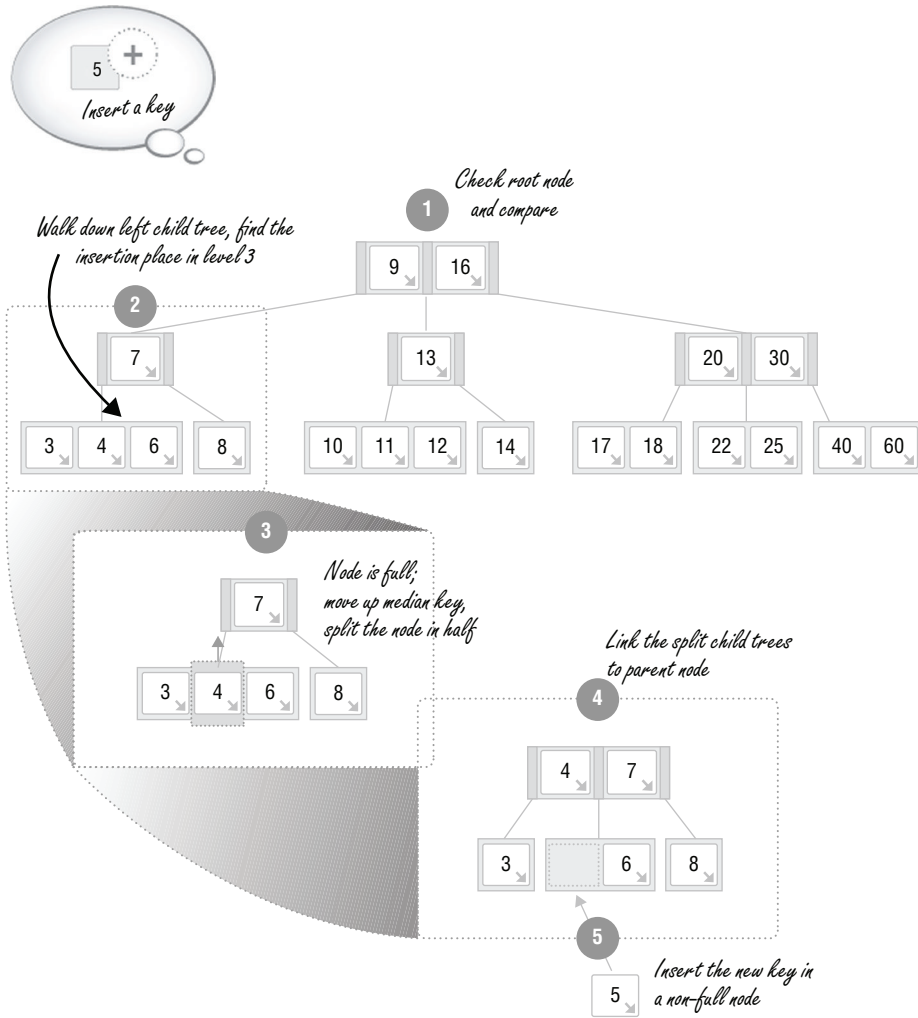 5
+
Insert a key
Check root node
and compare
1
Walk down left child tree, find the
insertion place in level 3
9 16
2
7 13 20 30
3 4 6 8 10 11 12 14 17 18 22 25 40 60
3
Node is full;
move up median key,
split the node in half
7
3 4 6 8
Link the split child trees
to parent node
4
4 7
3 6 8
5
Insert the new key in
a non-full node
5